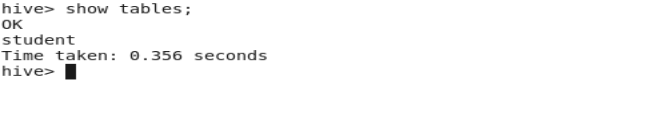 hive> show tables;
OK
student
Time taken: 0.356 seconds
hive>